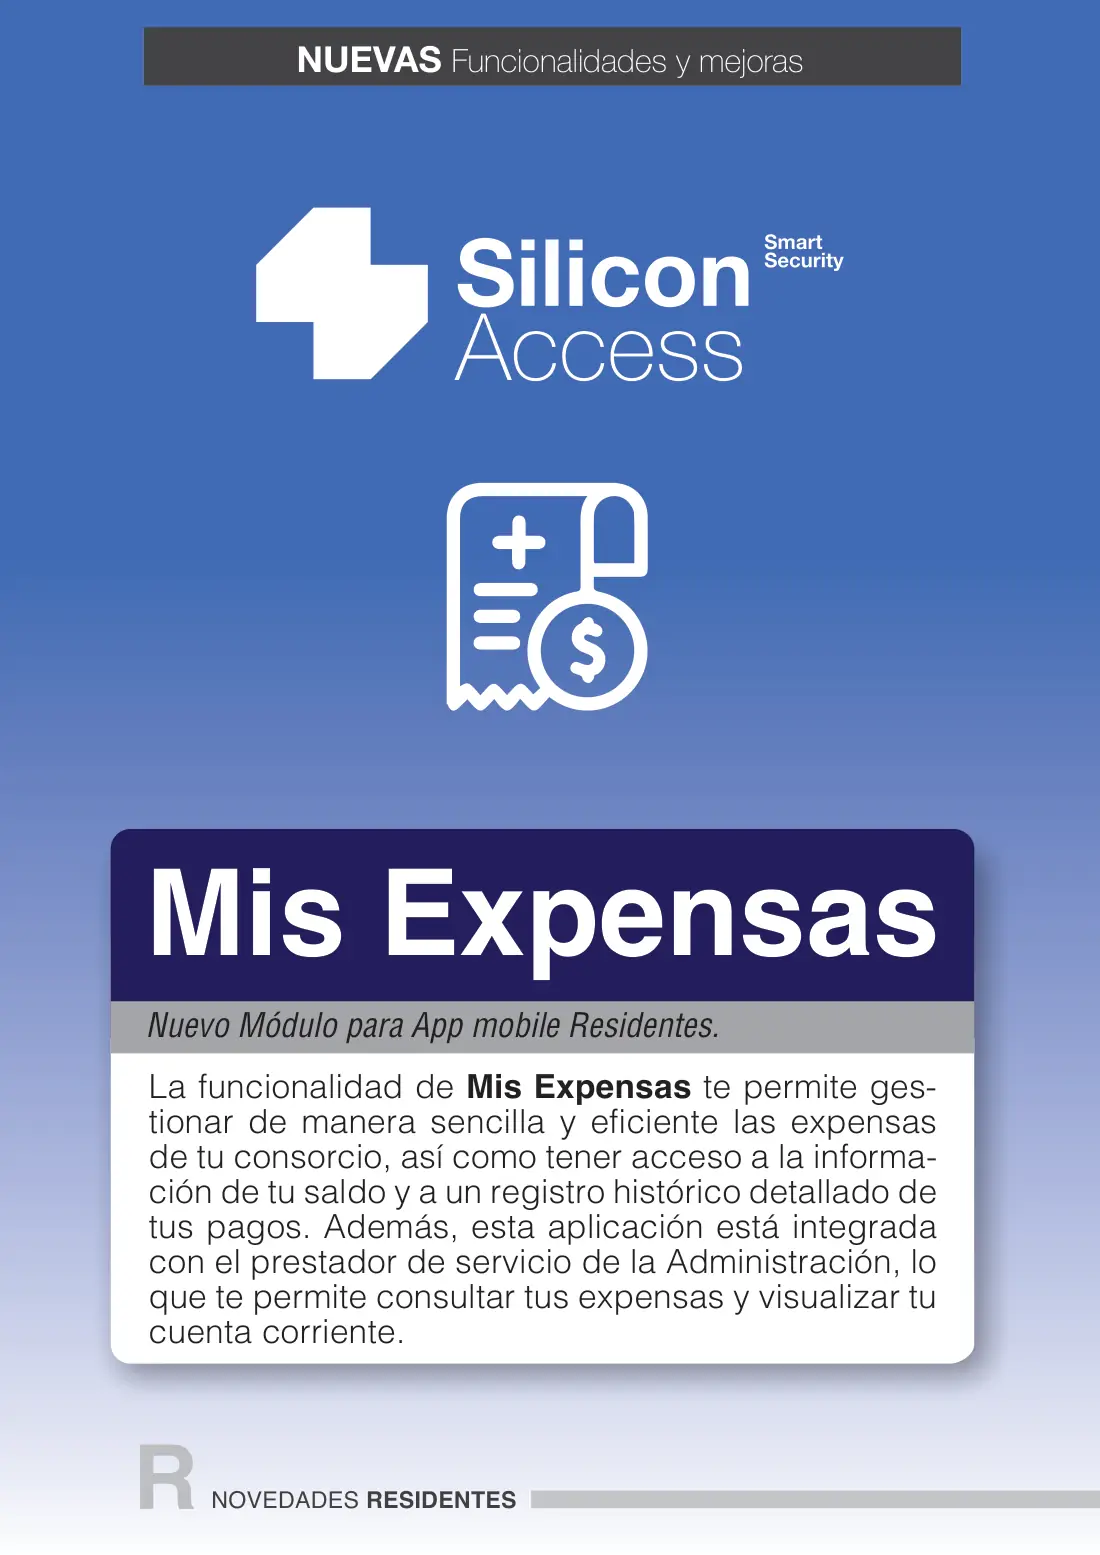 NUEVAS Funcionalidades y mejoras
Silicon
Smart
Security
Access
$
Mis Expensas
Nuevo Módulo para App mobile Residentes.
La funcionalidad de Mis Expensas te permite ges-
tionar de manera sencilla y eficiente las expensas
de tu consorcio, así como tener acceso a la informa-
ción de tu saldo y a un registro histórico detallado de
tus pagos. Además, esta aplicación está integrada
con el prestador de servicio de la Administración, lo
que te permite consultar tus expensas y visualizar tu
cuenta corriente.
R NOVEDADES RESIDENTES